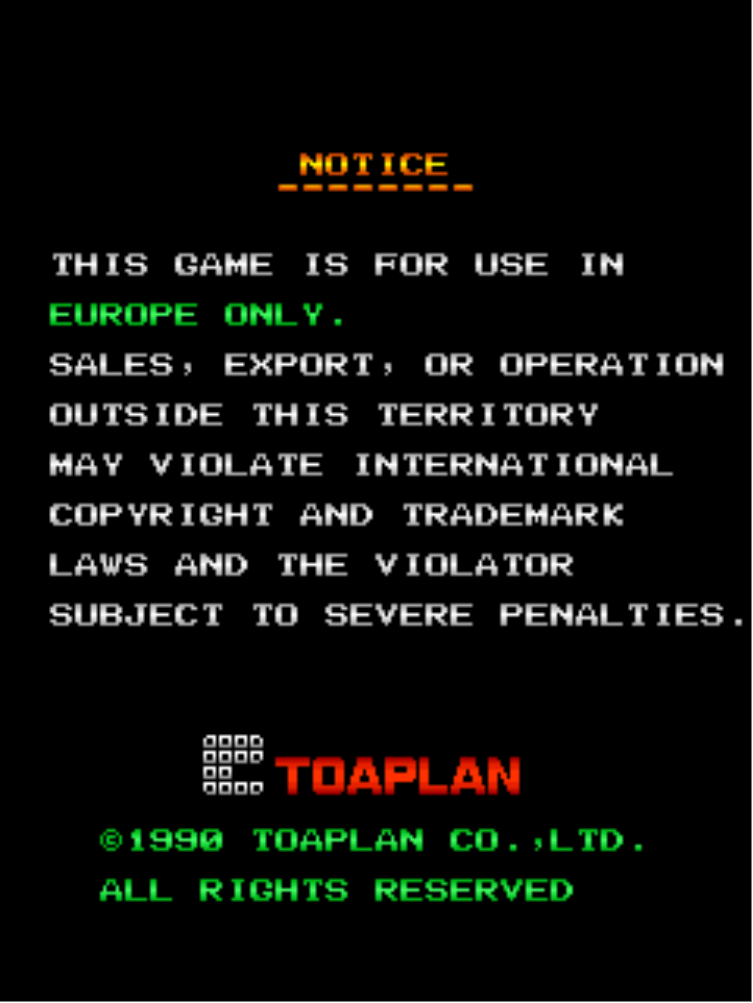 NOTICE
--------
THIS GAME IS FOR USE IN
EUROPE ONLY.
SALES, EXPORT, OR OPERATION
OUTSIDE THIS TERRITORY
MAY VIOLATE INTERNATIONAL
COPYRIGHT AND TRADEMARK
LAWS AND THE VIOLATOR
SUBJECT TO SEVERE PENALTIES.
TOAPLAN
©1990 TOAPLAN CO.,LTD.
ALL RIGHTS RESERVED